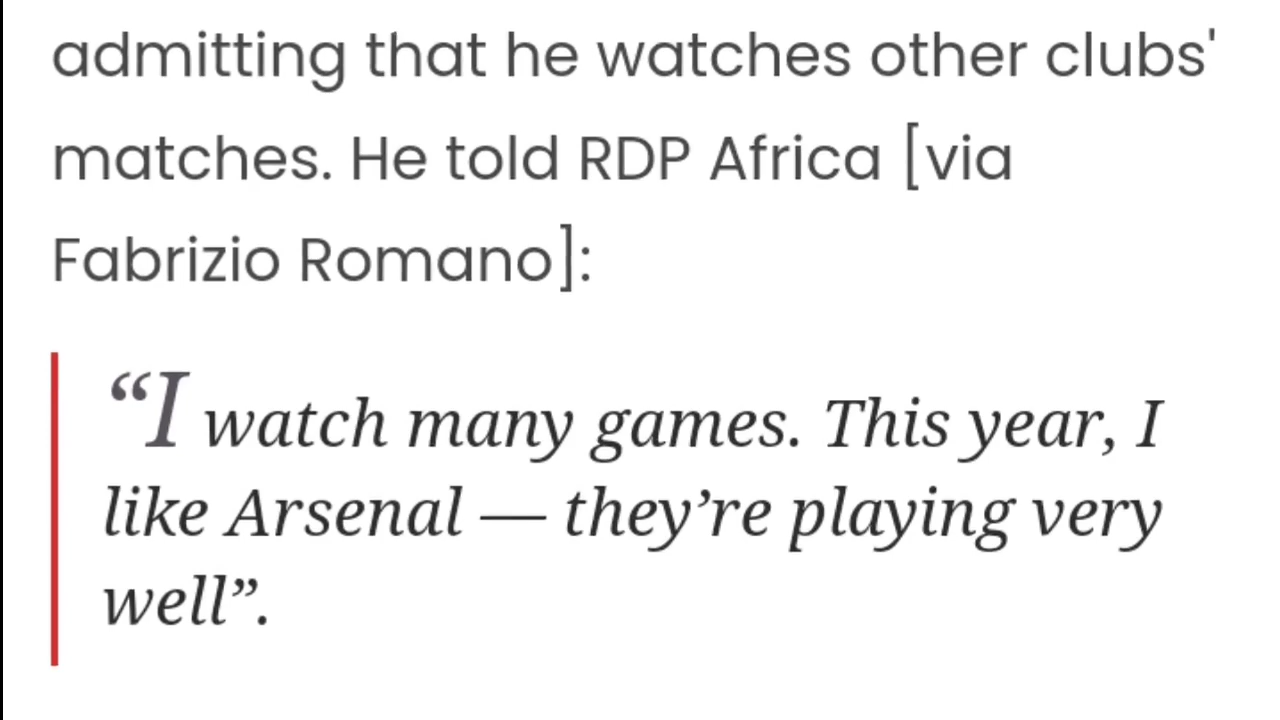 admitting that he watches other clubs'
matches. He told RDP Africa [via
Fabrizio Romano]:
“I watch many games. This year, I
like Arsenal — they’re playing very
well”.